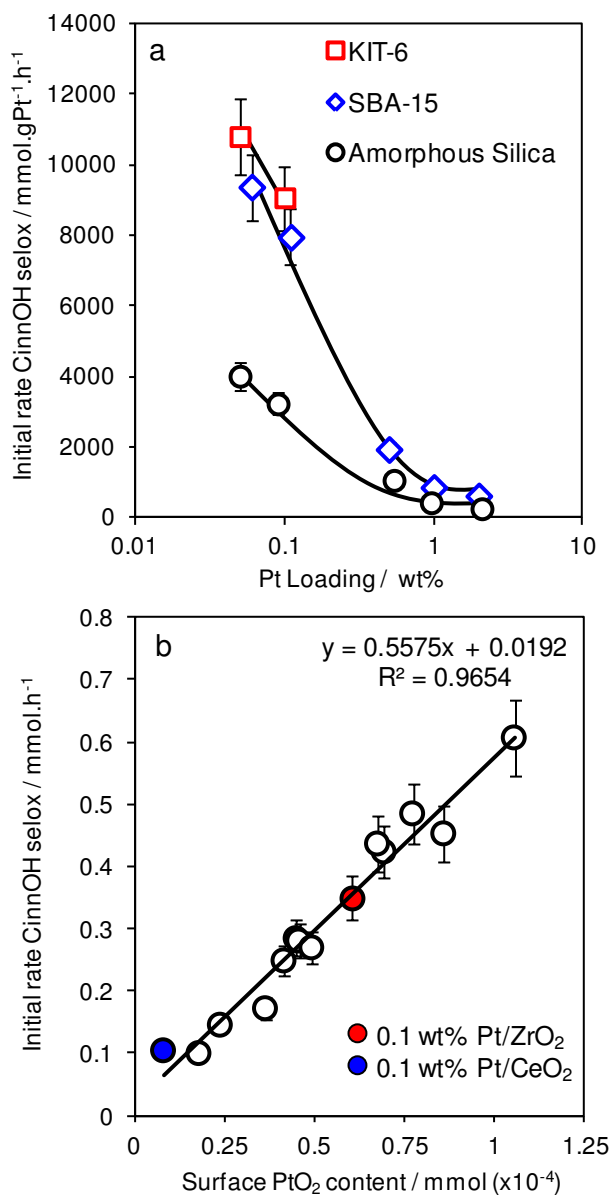 14000
12000
10000
8000
6000
4000
2000
0
a
KIT-6
SBA-15
Amorphous Silica
Initial rate CinnOH selox / mmol.gPt⁻¹.h⁻¹
0.01 0.1 1 10
Pt Loading / wt%
0.8
0.7
0.6
0.5
0.4
0.3
0.2
0.1
0
b
y = 0.5575x + 0.0192
R² = 0.9654
Initial rate CinnOH selox / mmol.h⁻¹
0.1 wt% Pt/ZrO₂
0.1 wt% Pt/CeO₂
0 0.25 0.5 0.75 1 1.25
Surface PtO₂ content / mmol (x10⁻⁴)